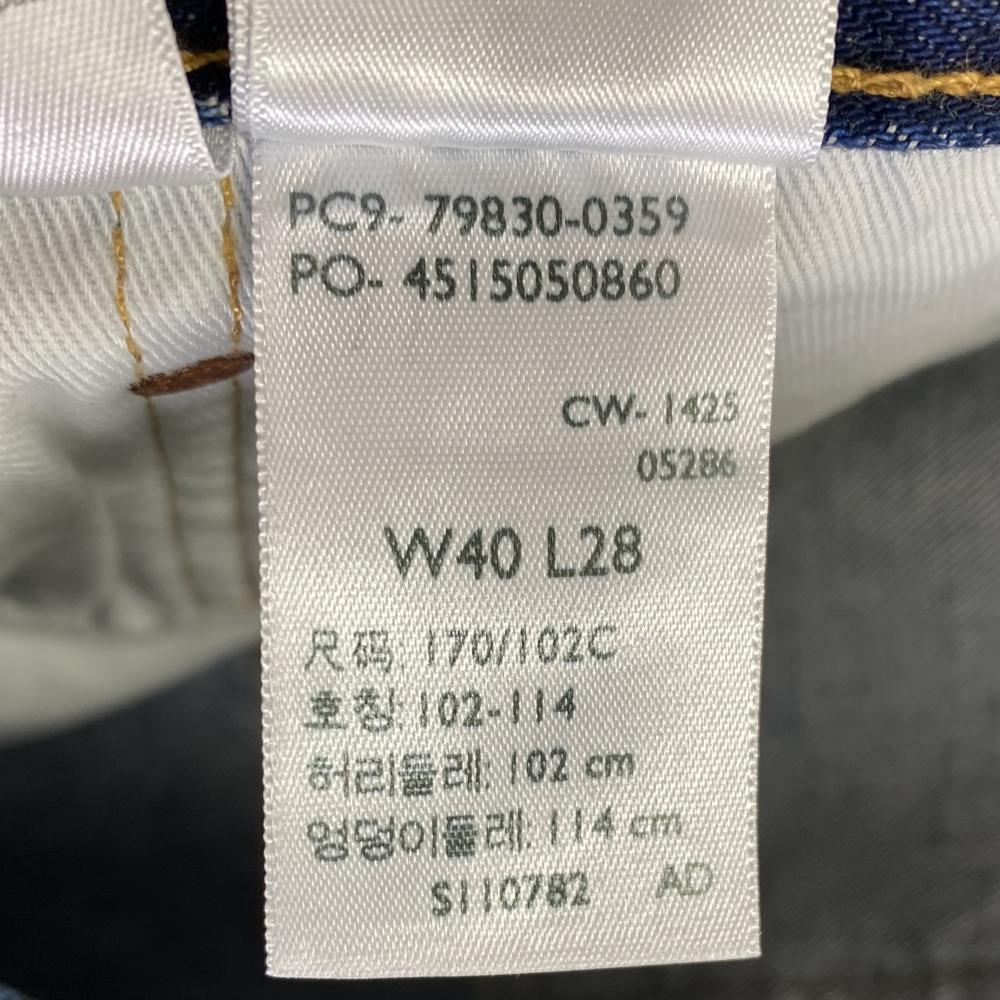 PC9- 79830-0359
PO- 4515050860
CW- 1425
05286
W40 L28
尺码: 170/102C
호칭: 102-114
허리둘레: 102 cm
엉덩이둘레: 114 cm
S110782 AD